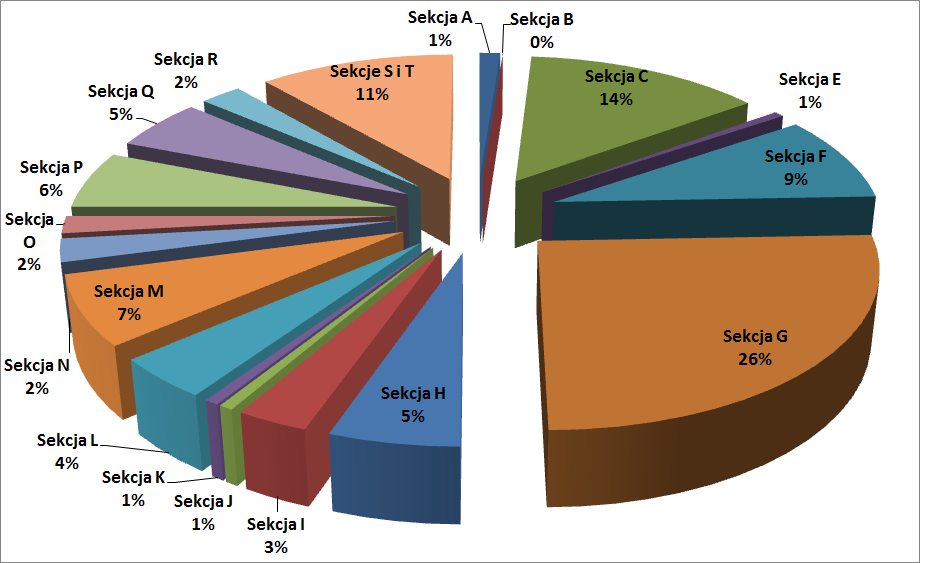 Sekcja A
1%
Sekcja B
0%
Sekcja C
14%
Sekcja E
1%
Sekcja F
9%
Sekcja G
26%
Sekcja H
5%
Sekcja I
3%
Sekcja J
1%
Sekcja K
1%
Sekcja L
4%
Sekcja M
7%
Sekcja N
2%
Sekcja
O
2%
Sekcja P
6%
Sekcja Q
5%
Sekcja R
2%
Sekcje S i T
11%